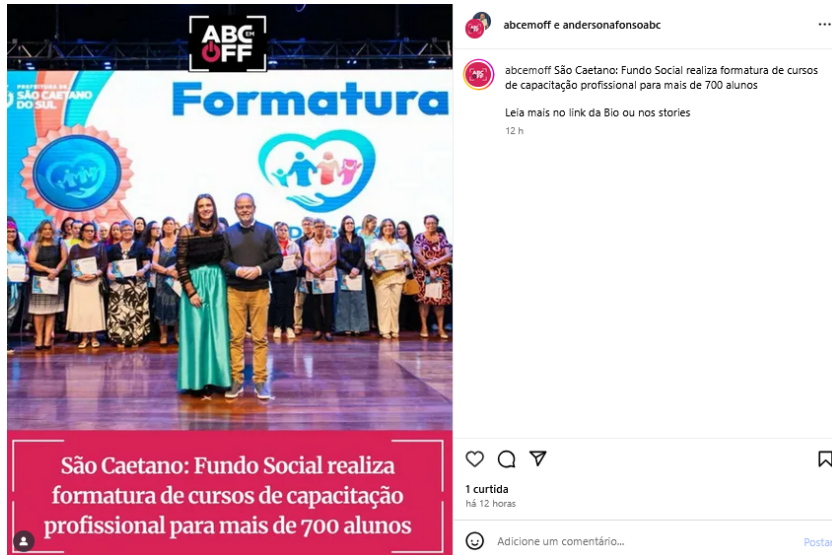 ABC EM
OFF
PREFEITURA DE
SÃO CAETANO
DO SUL
Formatura
São Caetano: Fundo Social realiza
formatura de cursos de capacitação
profissional para mais de 700 alunos
abcemoff e andersonafonsoabc
abcemoff São Caetano: Fundo Social realiza formatura de cursos
de capacitação profissional para mais de 700 alunos
Leia mais no link da Bio ou nos stories
12 h
1 curtida
há 12 horas
Adicione um comentário...
Postar